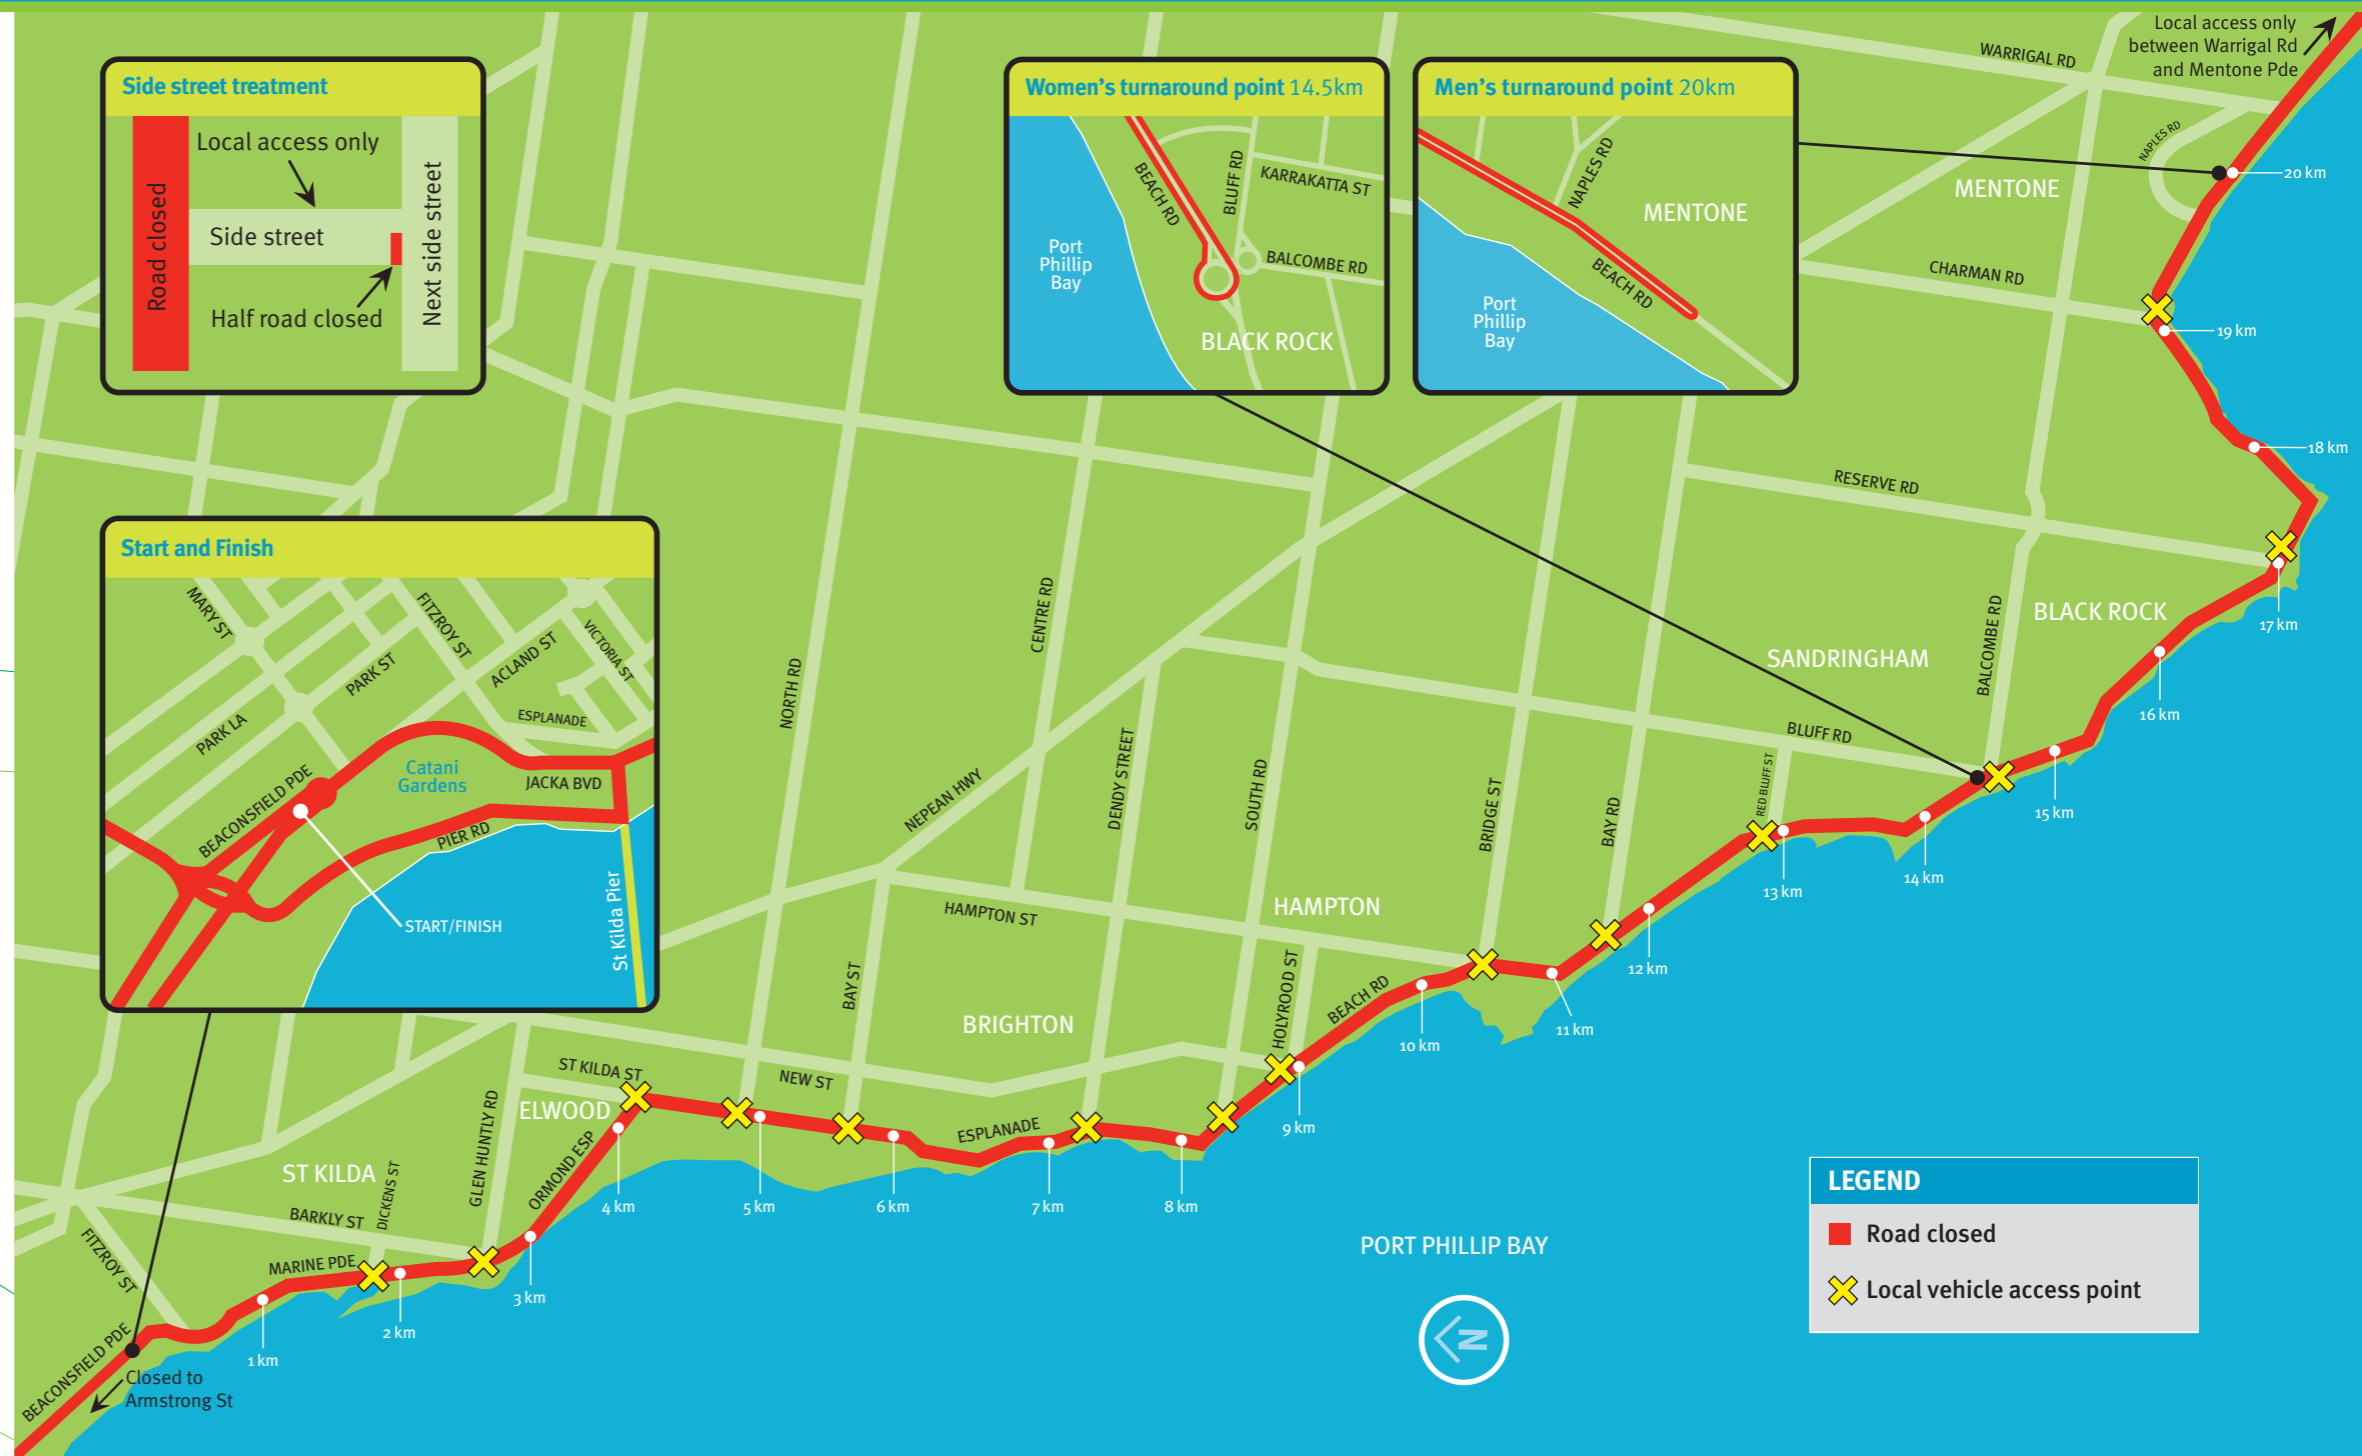 Local access only
between Warrigal Rd
and Mentone Pde
WARRIGAL RD
NAPLES RD
MENTONE
20 km
CHARMAN RD
19 km
18 km
RESERVE RD
BLACK ROCK
17 km
BALCOMBE RD
SANDRINGHAM
16 km
BLUFF RD
RED BLUFF ST
15 km
14 km
13 km
Side street treatment
Road closed
Local access only
Side street
Half road closed
Next side street
Women's turnaround point 14.5km
BEACH RD
BLUFF RD
KARRAKATTA ST
BALCOMBE RD
Port
Phillip
Bay
BLACK ROCK
Men's turnaround point 20km
NAPLES RD
MENTONE
BEACH RD
Port
Phillip
Bay
Start and Finish
MARY ST
FITZROY ST
VICTORIA ST
ACLAND ST
PARK ST
PARK LA
ESPLANADE
Catani
Gardens
JACKA BVD
BEACONSFIELD PDE
PIER RD
START/FINISH
St Kilda Pier
NORTH RD
CENTRE RD
NEPEAN HWY
DENDY STREET
SOUTH RD
BRIDGE ST
BAY RD
HAMPTON
HAMPTON ST
12 km
11 km
BAY ST
BRIGHTON
HOLYROOD ST
BEACH RD
10 km
9 km
ST KILDA ST
NEW ST
ELWOOD
GLEN HUNTLY RD
ORMOND ESP
ESPLANADE
4 km
5 km
6 km
7 km
8 km
ST KILDA
DICKENS ST
BARKLY ST
FITZROY ST
MARINE PDE
3 km
2 km
1 km
BEACONSFIELD PDE
Closed to
Armstrong St
PORT PHILLIP BAY
N
LEGEND
Road closed
Local vehicle access point